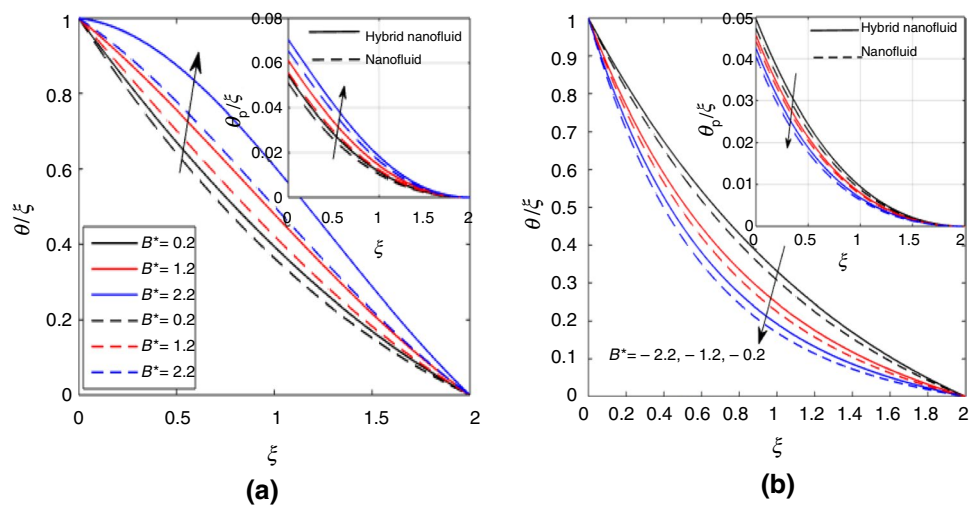 1
0.8
0.6
0.4
0.2
0
0 0.5 1 1.5 2
θ/ξ
ξ
0.08
0.06
0.04
0.02
0
0 0.5 1 1.5 2
θp/ξ
ξ
Hybrid nanofluid
Nanofluid
B*= 0.2
B*= 1.2
B*= 2.2
B*= 0.2
B*= 1.2
B*= 2.2
(a)
1
0.9
0.8
0.7
0.6
0.5
0.4
0.3
0.2
0.1
0
0 0.2 0.4 0.6 0.8 1 1.2 1.4 1.6 1.8 2
θ/ξ
ξ
0.05
0.04
0.03
0.02
0.01
0
0 0.5 1 1.5 2
θp/ξ
ξ
Hybrid nanofluid
Nanofluid
B*= − 2.2, − 1.2, − 0.2
(b)